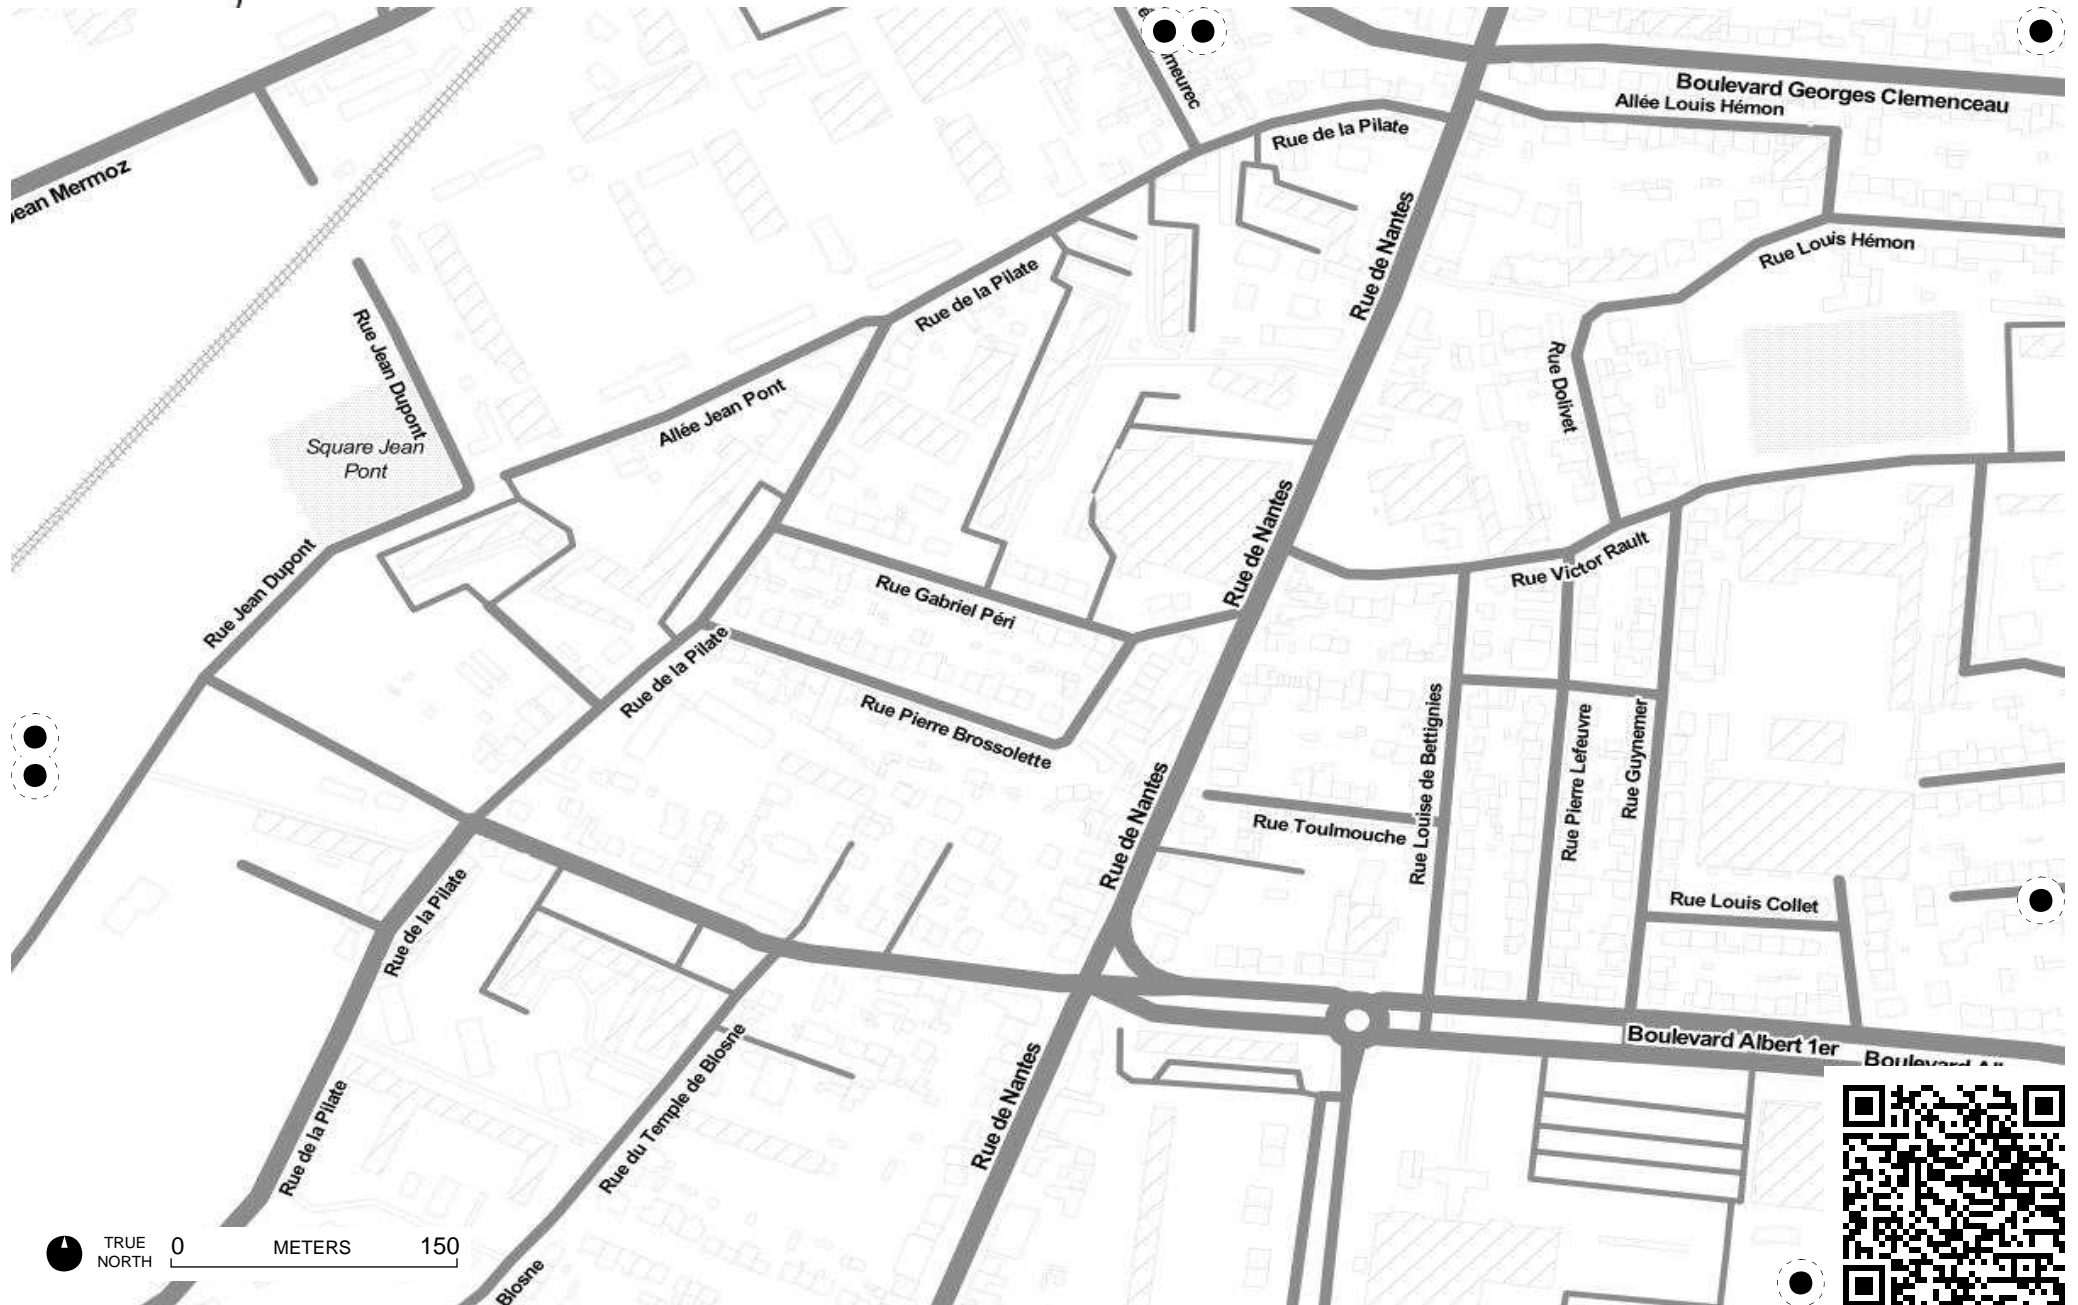 Boulevard Georges Clemenceau
Allée Louis Hémon
Rue de la Pilate
ean Mermoz
Rue de Nantes
Rue Louis Hémon
Rue de la Pilate
Rue Jean Dupont
Rue Dolivet
Allée Jean Pont
Square Jean
Pont
Rue de Nantes
Rue Jean Dupont
Rue Victor Rault
Rue Gabriel Péri
Rue de la Pilate
Rue Pierre Brossolette
Rue Louise de Bettignies
Rue Pierre Lefeuvre
Rue Guynemer
Rue de Nantes
Rue Toulmouche
Rue de la Pilate
Rue Louis Collet
Boulevard Albert 1er
Rue du Temple de Blosne
Rue de Nantes
Rue de la Pilate
TRUE
NORTH
0 METERS 150
Blosne